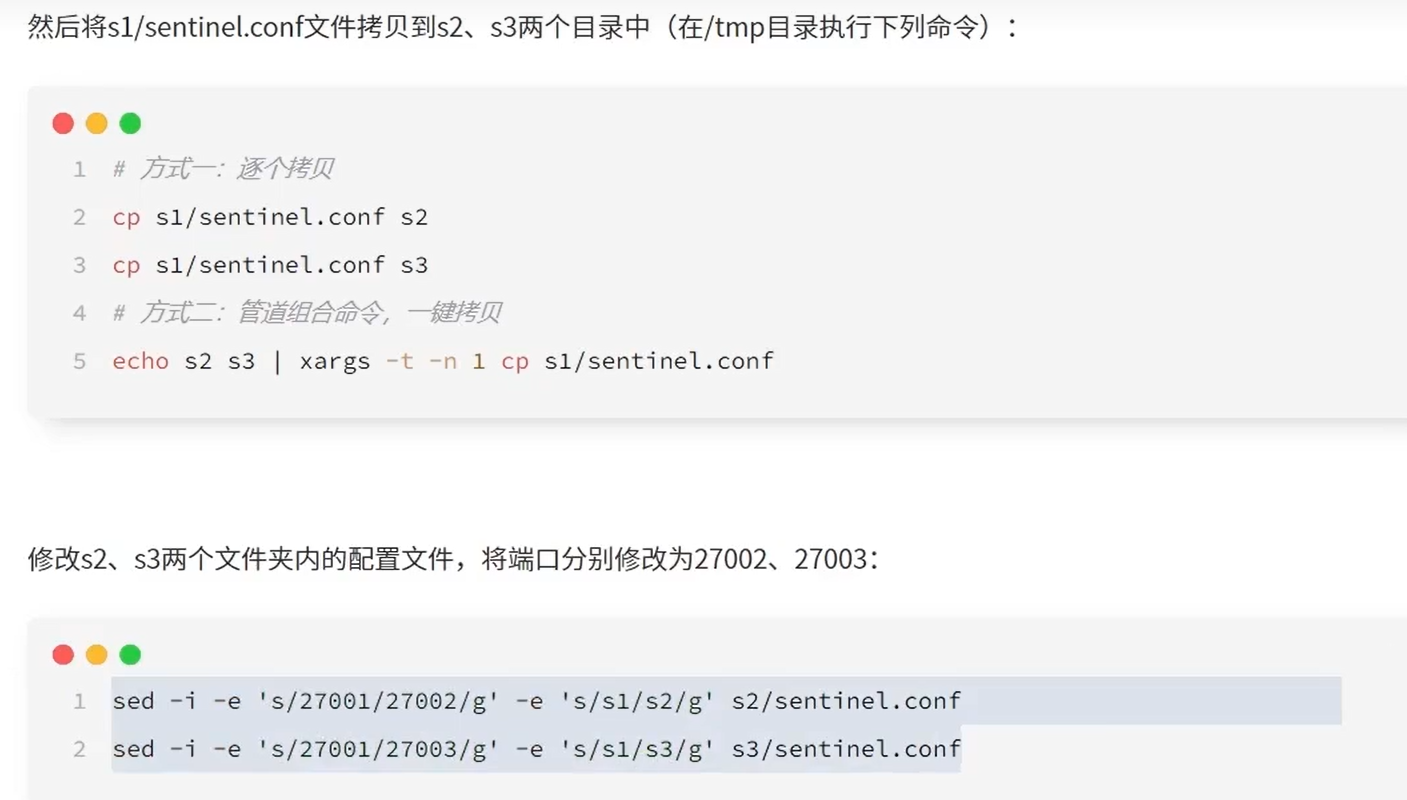 然后将s1/sentinel.conf文件拷贝到s2、s3两个目录中（在/tmp目录执行下列命令）：
1 # 方式一：逐个拷贝
2 cp s1/sentinel.conf s2
3 cp s1/sentinel.conf s3
4 # 方式二：管道组合命令，一键拷贝
5 echo s2 s3 | xargs -t -n 1 cp s1/sentinel.conf
修改s2、s3两个文件夹内的配置文件，将端口分别修改为27002、27003：
1 sed -i -e 's/27001/27002/g' -e 's/s1/s2/g' s2/sentinel.conf
2 sed -i -e 's/27001/27003/g' -e 's/s1/s3/g' s3/sentinel.conf